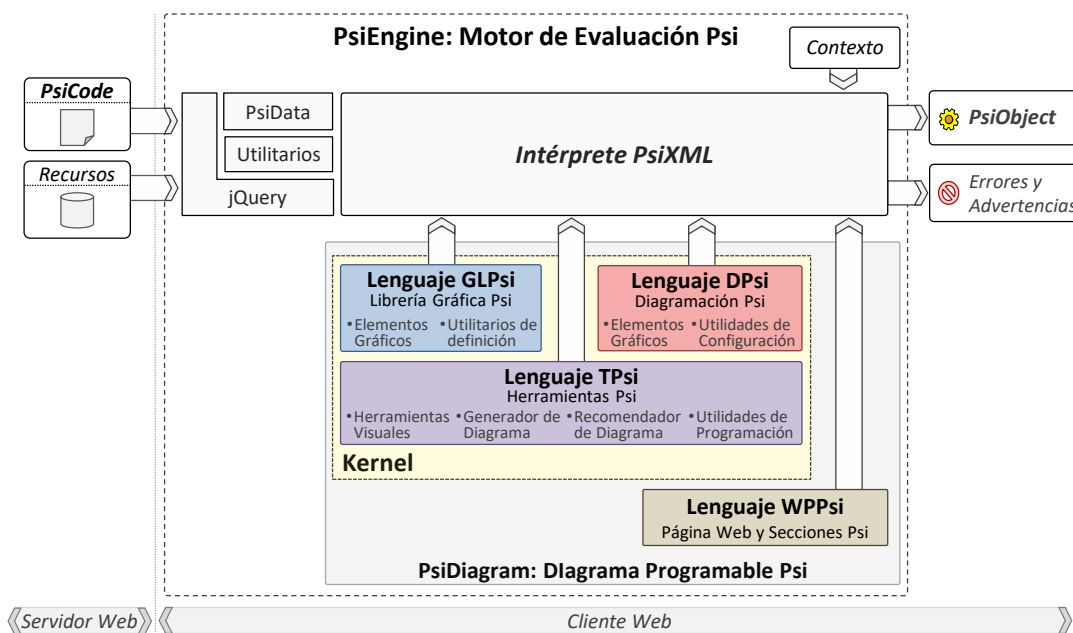 PsiEngine: Motor de Evaluación Psi
Contexto
PsiCode
Recursos
PsiData
Utilitarios
jQuery
Intérprete PsiXML
PsiObject
Errores y
Advertencias
Lenguaje GLPsi
Librería Gráfica Psi
•Elementos Gráficos
•Utilitarios de definición
Lenguaje DPsi
Diagramación Psi
•Elementos Gráficos
•Utilidades de Configuración
Lenguaje TPsi
Herramientas Psi
•Herramientas Visuales
•Generador de Diagrama
•Recomendador de Diagrama
•Utilidades de Programación
Kernel
Lenguaje WPPsi
Página Web y Secciones Psi
PsiDiagram: DIagrama Programable Psi
Servidor Web
Cliente Web